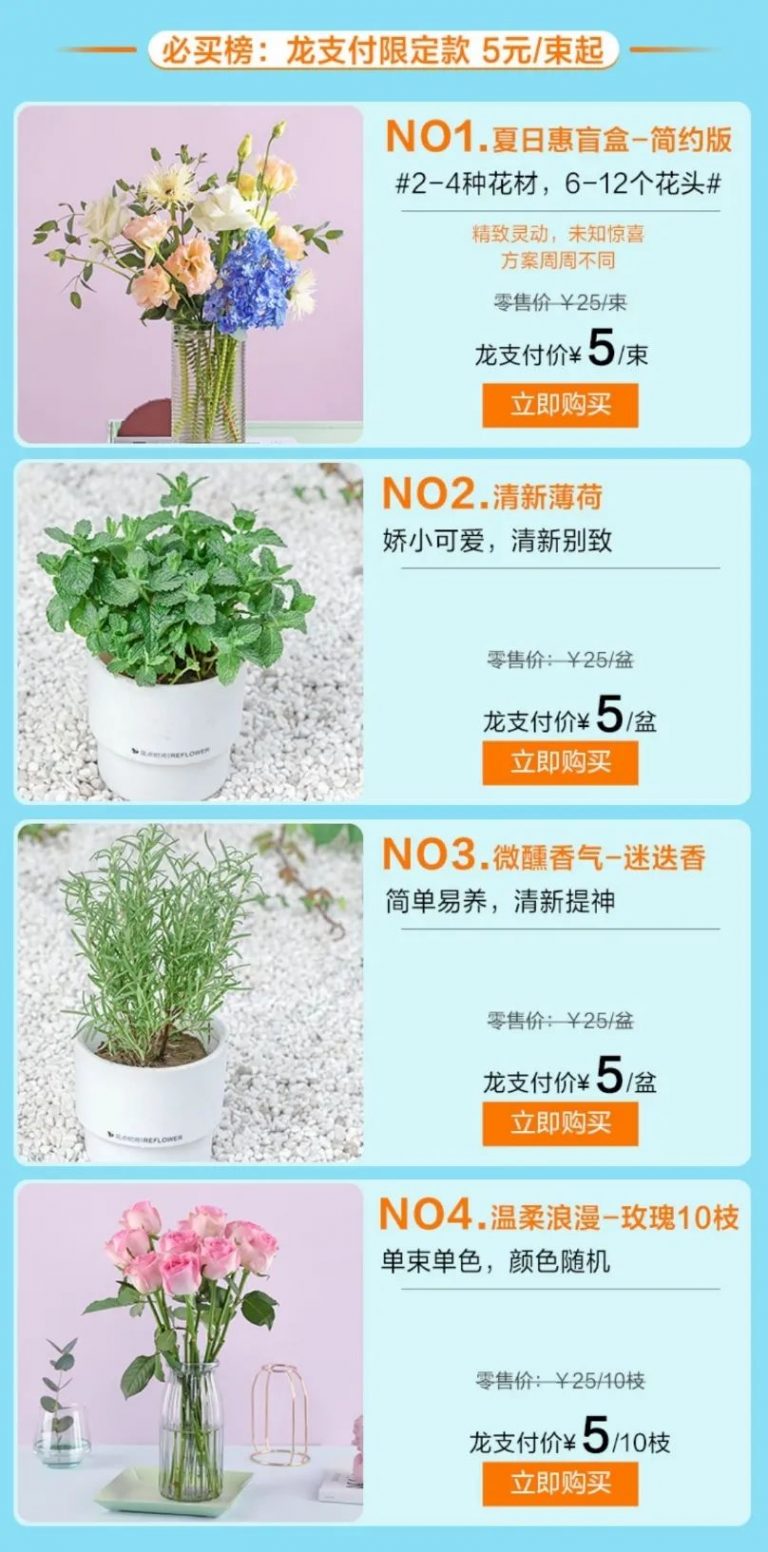 必买榜：龙支付限定款 5元/束起
NO1.夏日惠盲盒-简约版
#2-4种花材，6-12个花头#
精致灵动，未知惊喜
方案周周不同
零售价 ￥25/束
龙支付价¥5/束
立即购买
NO2.清新薄荷
娇小可爱，清新别致
零售价：￥25/盆
龙支付价¥5/盆
立即购买
REFLOWER
NO3.微醺香气-迷迭香
简单易养，清新提神
零售价：￥25/盆
龙支付价¥5/盆
立即购买
REFLOWER
NO4.温柔浪漫-玫瑰10枝
单束单色，颜色随机
零售价：￥25/10枝
龙支付价¥5/10枝
立即购买